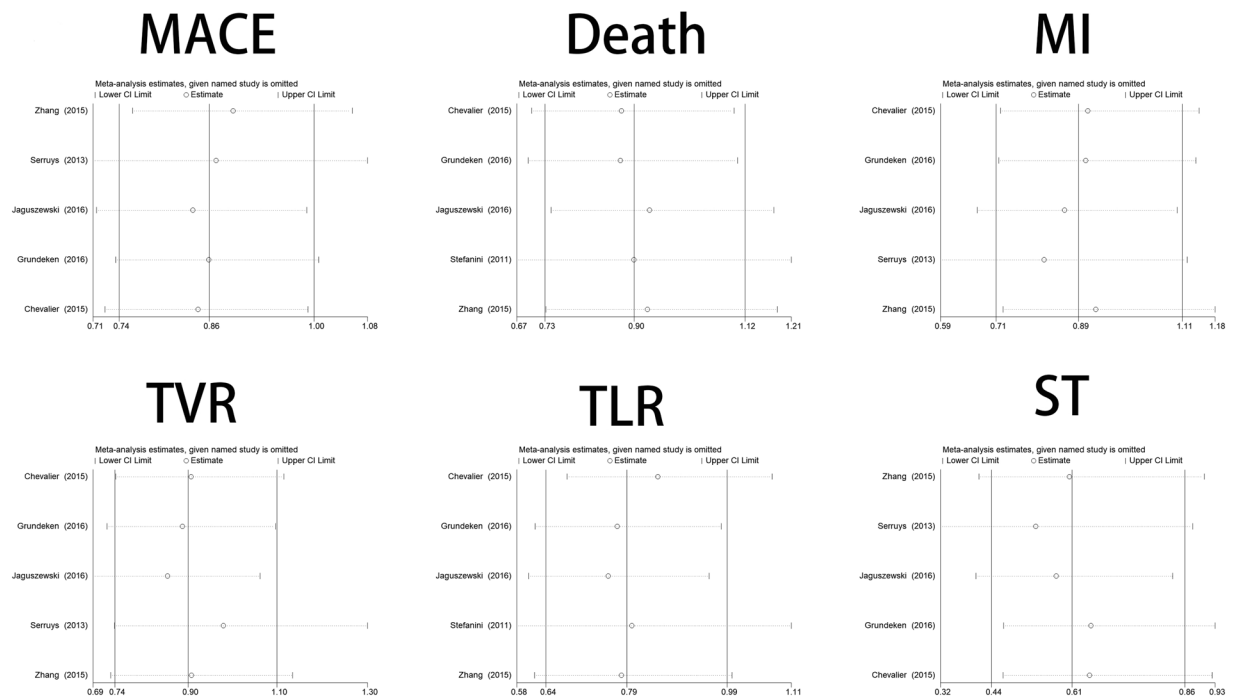 MACE
Meta-analysis estimates, given named study is omitted
| Lower CI Limit ○ Estimate | Upper CI Limit
Zhang (2015)
Serruys (2013)
Jaguszewski (2016)
Grundeken (2016)
Chevalier (2015)
0.71 0.74 0.86 1.00 1.08
Death
Meta-analysis estimates, given named study is omitted
| Lower CI Limit ○ Estimate | Upper CI Limit
Chevalier (2015)
Grundeken (2016)
Jaguszewski (2016)
Stefanini (2011)
Zhang (2015)
0.67 0.73 0.90 1.12 1.21
MI
Meta-analysis estimates, given named study is omitted
| Lower CI Limit ○ Estimate | Upper CI Limit
Chevalier (2015)
Grundeken (2016)
Jaguszewski (2016)
Serruys (2013)
Zhang (2015)
0.59 0.71 0.89 1.11 1.18
TVR
Meta-analysis estimates, given named study is omitted
| Lower CI Limit ○ Estimate | Upper CI Limit
Chevalier (2015)
Grundeken (2016)
Jaguszewski (2016)
Serruys (2013)
Zhang (2015)
0.69 0.74 0.90 1.10 1.30
TLR
Meta-analysis estimates, given named study is omitted
| Lower CI Limit ○ Estimate | Upper CI Limit
Chevalier (2015)
Grundeken (2016)
Jaguszewski (2016)
Stefanini (2011)
Zhang (2015)
0.58 0.64 0.79 0.99 1.11
ST
Meta-analysis estimates, given named study is omitted
| Lower CI Limit ○ Estimate | Upper CI Limit
Zhang (2015)
Serruys (2013)
Jaguszewski (2016)
Grundeken (2016)
Chevalier (2015)
0.32 0.44 0.61 0.86 0.93